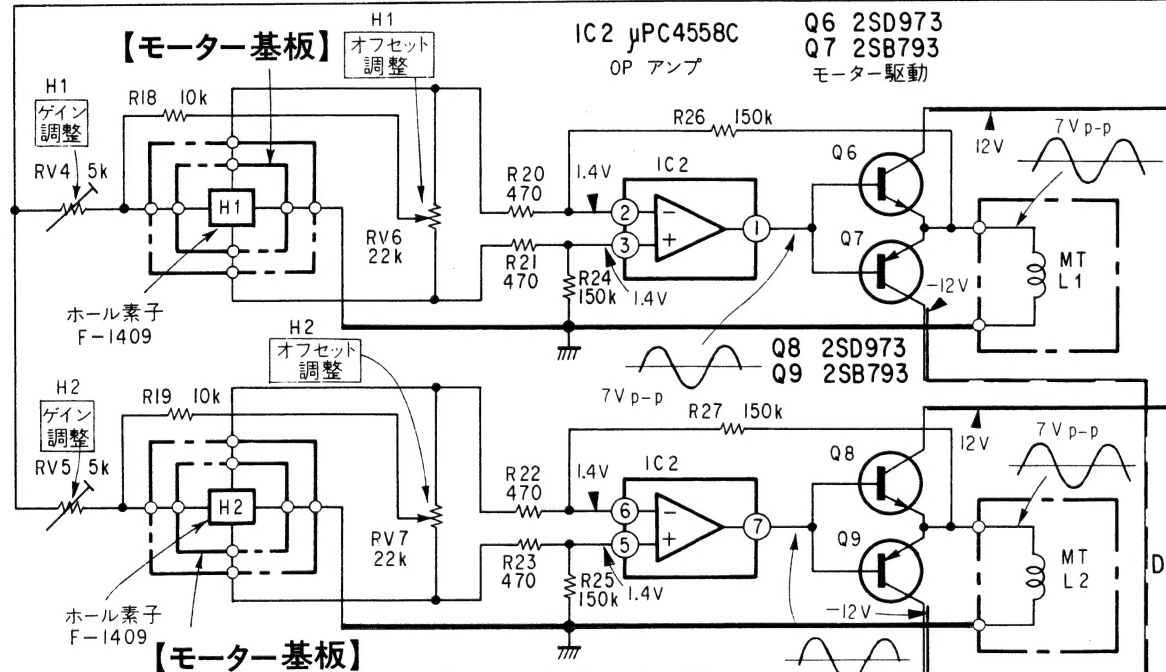 H1
IC2 μPC4558C
OP アンプ
Q6 2SD973
Q7 2SB793
モーター駆動
【モーター基板】
オフセット
調整
H1
ゲイン
調整
RV4 5k
R18 10k
H1
RV6
22k
ホール素子
F-1409
R20
470
R21
470
R24
150k
R26 150k
1.4V
1.4V
IC2
2
3
1
−
+
Q6
Q7
12V
−12V
7Vp-p
MT
L1
7Vp-p
Q8 2SD973
Q9 2SB793
H2
オフセット
調整
H2
ゲイン
調整
RV5 5k
R19 10k
H2
RV7
22k
ホール素子
F-1409
【モーター基板】
R22
470
R23
470
R25
150k
R27 150k
1.4V
1.4V
IC2
6
5
7
−
+
Q8
Q9
12V
−12V
7Vp-p
MT
L2
D